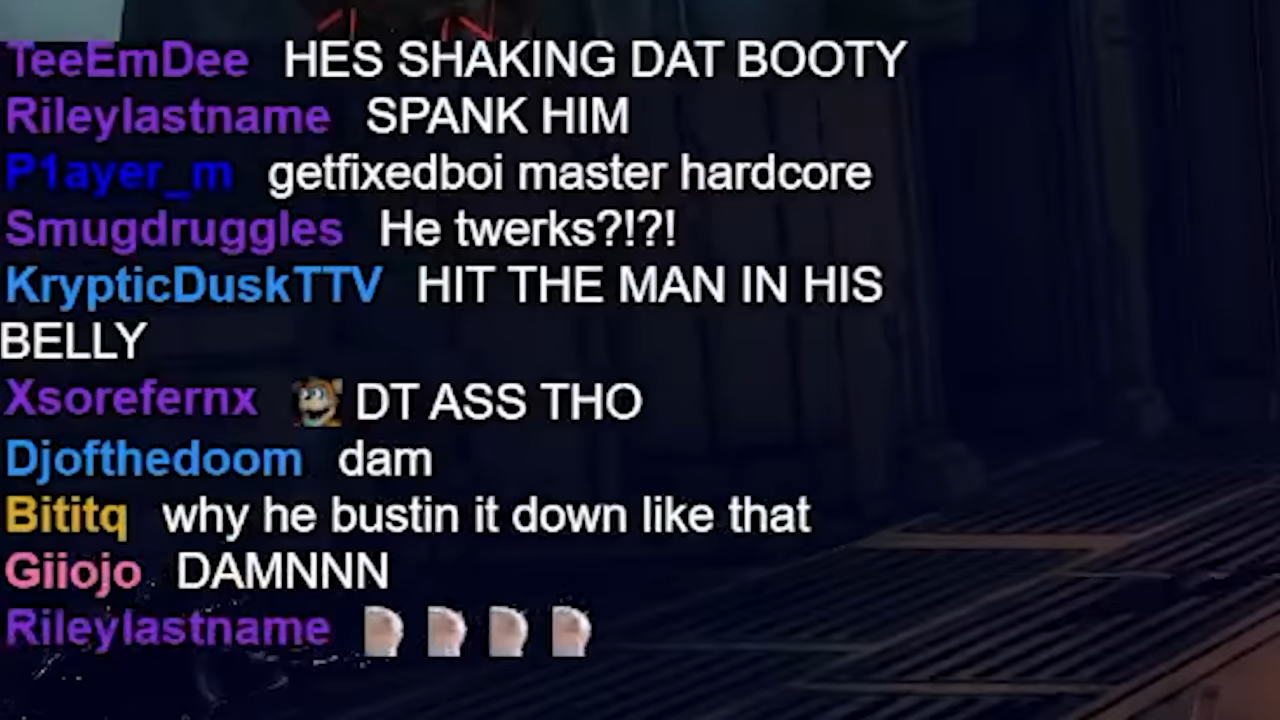 TeeEmDee HES SHAKING DAT BOOTY
Rileylastname SPANK HIM
P1ayer_m getfixedboi master hardcore
Smugdruggles He twerks?!?!
KrypticDuskTTV HIT THE MAN IN HIS
BELLY
Xsorefernx DT ASS THO
Djofthedoom dam
Bititq why he bustin it down like that
Giiojo DAMNNN
Rileylastname